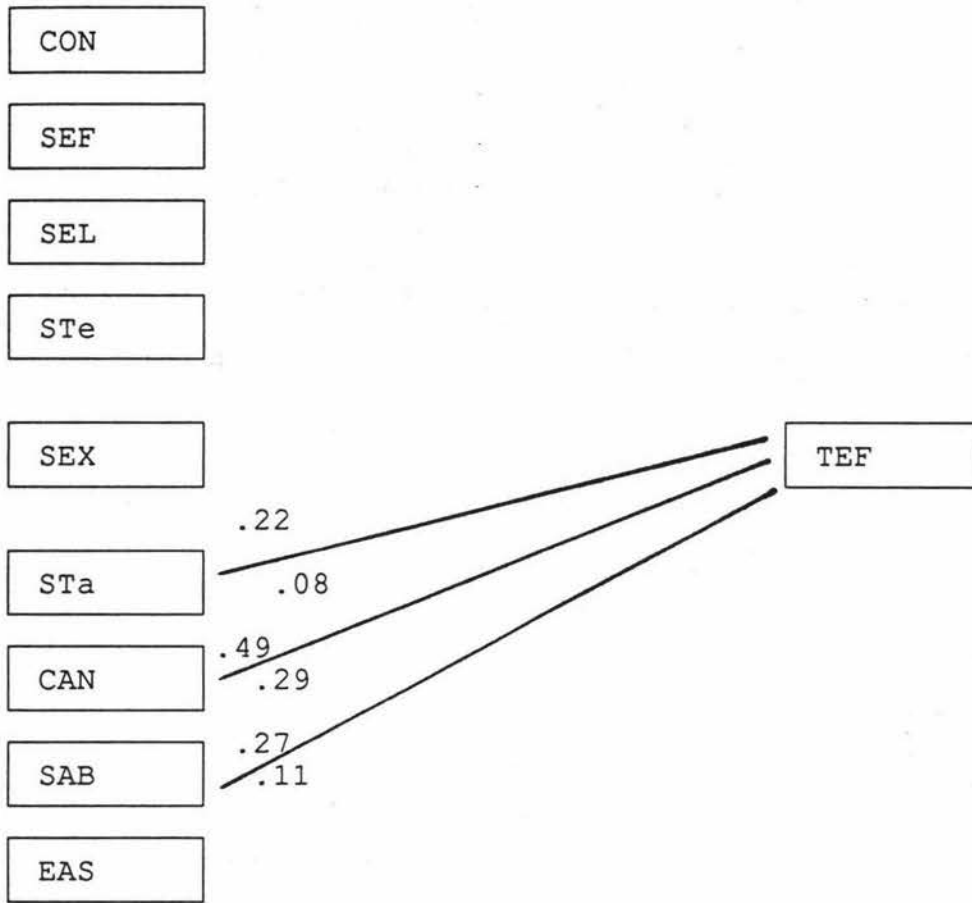 CON
SEF
SEL
STe
SEX
TEF
.22
STa
.08
.49
CAN
.29
.27
SAB
.11
EAS